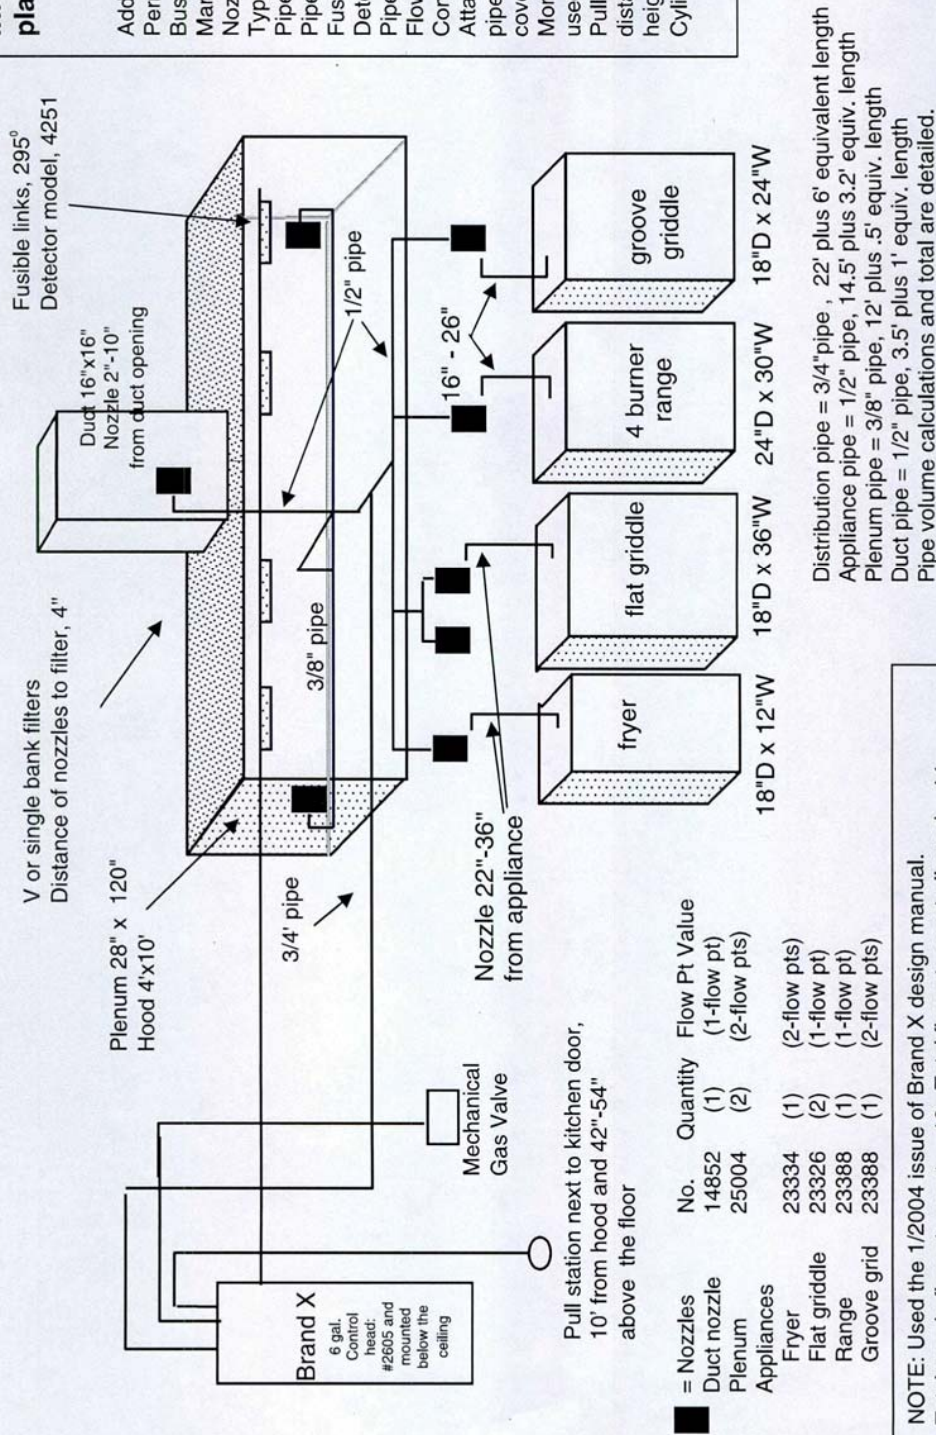 pla
Add
Perr
Bus
Mar
Noz
Typ
Pipe
Pipe
Fus
Dete
Pipe
Flow
Con
Atta
pipe
cove
Mor
use
Pull
dista
heig
Cyli
V or single bank filters
Distance of nozzles to filter, 4"
Fusible links, 295°
Detector model, 4251
Duct 16"x16"
Nozzle 2"-10"
from duct opening
Plenum 28" x 120"
Hood 4'x10'
3/4' pipe
3/8" pipe
1/2" pipe
16" - 26"
Nozzle 22"-36"
from appliance
Brand X
6 gal.
Control
head:
#2605 and
mounted
below the
ceiling
Mechanical
Gas Valve
Pull station next to kitchen door,
10' from hood and 42"-54"
above the floor
fryer
flat griddle
4 burner
range
groove
griddle
18"D x 12"W
18"D x 36"W
24"D x 30"W
18"D x 24"W
= Nozzles No. Quantity Flow Pt Value
Duct nozzle 14852 (1) (1-flow pt)
Plenum 25004 (2) (2-flow pts)
Appliances
Fryer 23334 (1) (2-flow pts)
Flat griddle 23326 (2) (1-flow pt)
Range 23388 (1) (1-flow pt)
Groove grid 23388 (1) (2-flow pts)
Distribution pipe = 3/4"pipe , 22' plus 6' equivalent length
Appliance pipe = 1/2" pipe, 14.5' plus 3.2' equiv. length
Plenum pipe = 3/8" pipe, 12' plus .5' equiv. length
Duct pipe = 1/2" pipe, 3.5' plus 1' equiv. length
Pipe volume calculations and total are detailed.
NOTE: Used the 1/2004 issue of Brand X design manual.